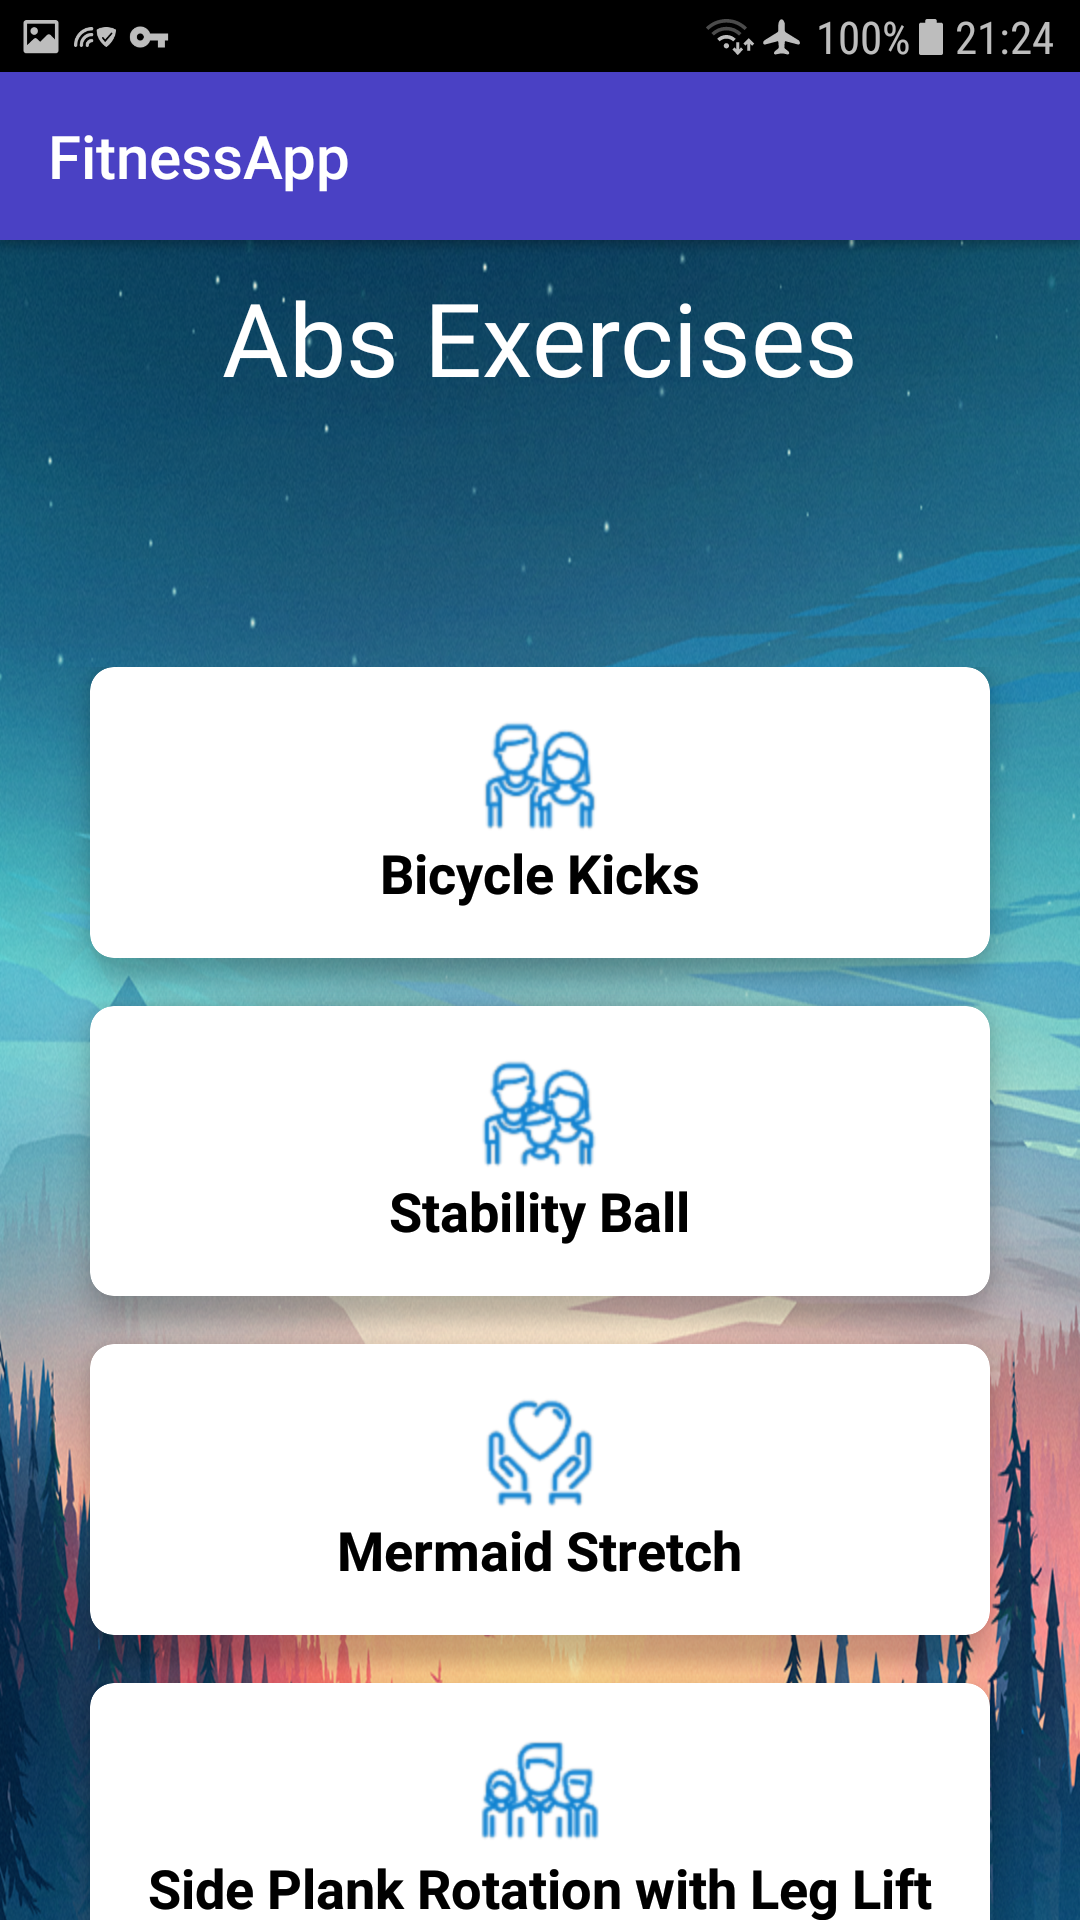 100% 21:24
FitnessApp
Abs Exercises
Bicycle Kicks
Stability Ball
Mermaid Stretch
Side Plank Rotation with Leg Lift